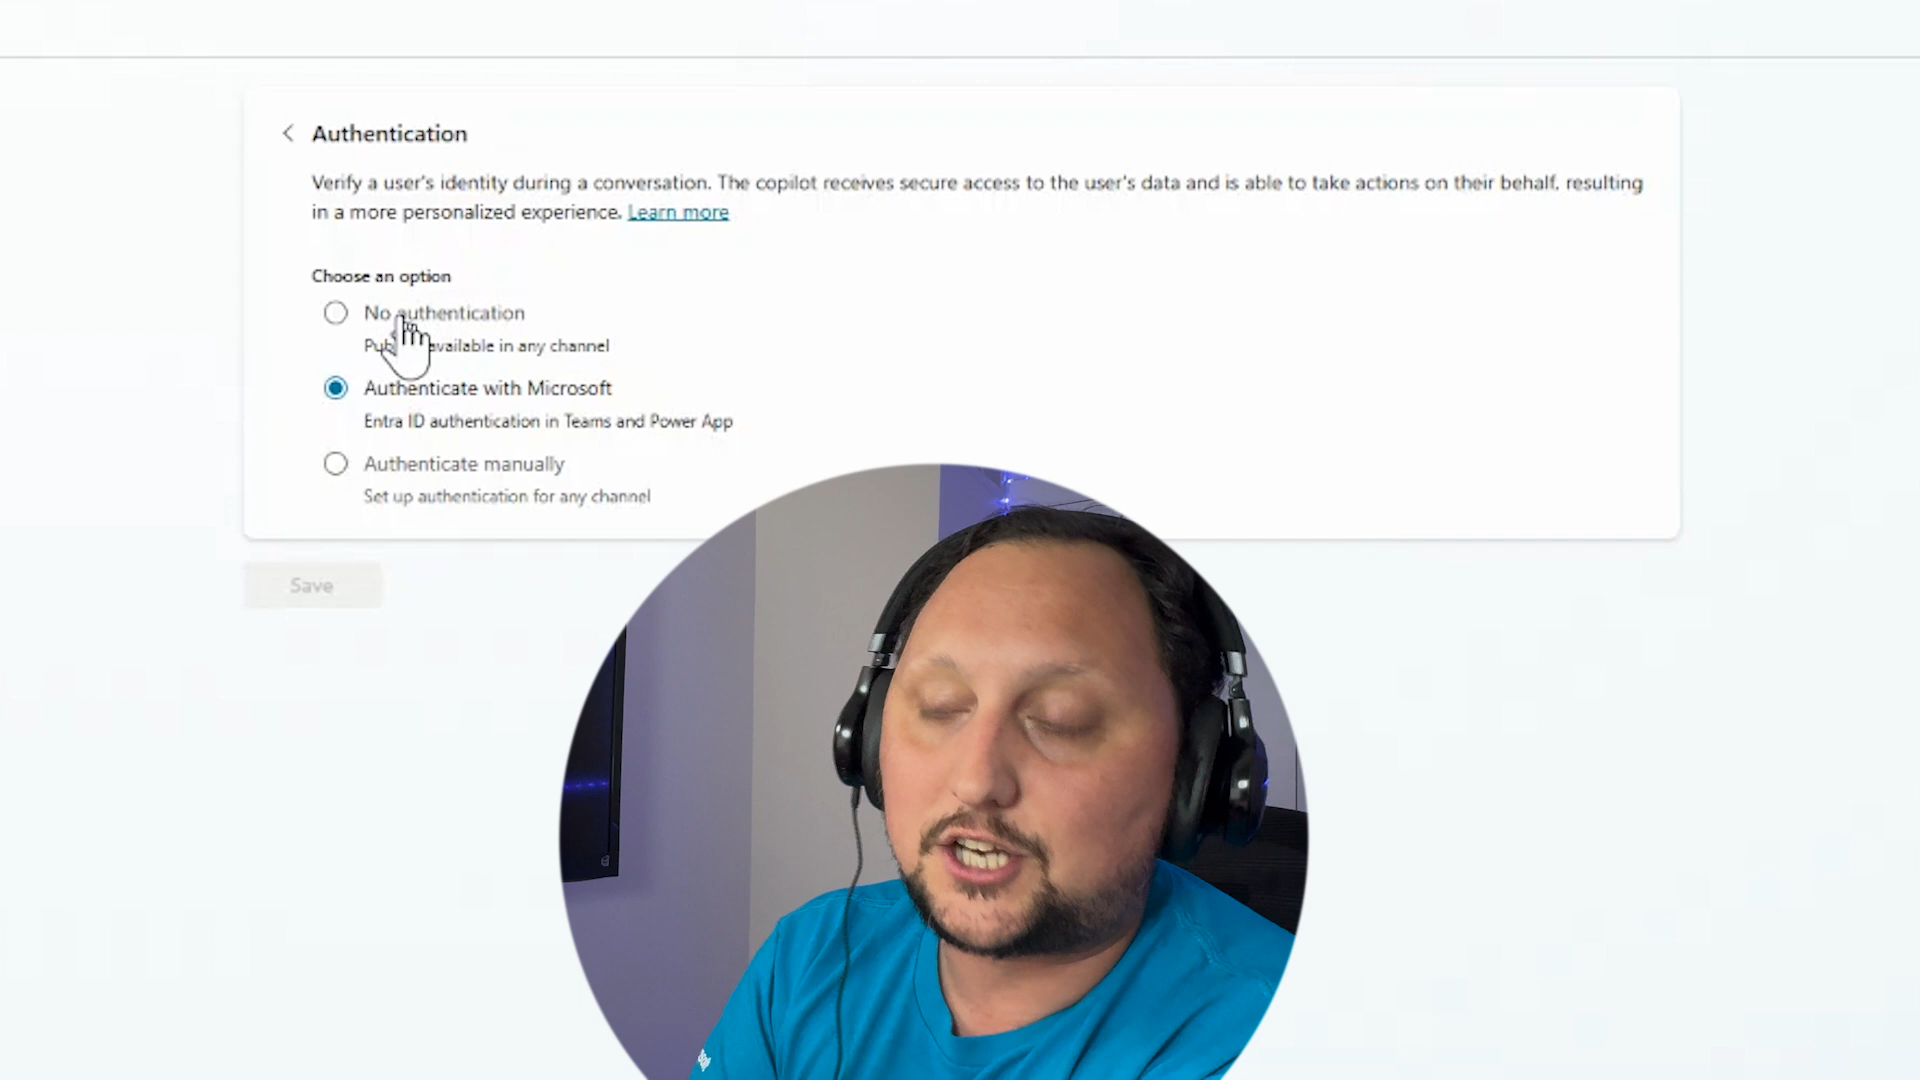 Authentication
Verify a user's identity during a conversation. The copilot receives secure access to the user's data and is able to take actions on their behalf, resulting
in a more personalized experience. Learn more
Choose an option
No authentication
available in any channel
Authenticate with Microsoft
Entra ID authentication in Teams and Power App
Authenticate manually
Set up authentication for any channel
Save